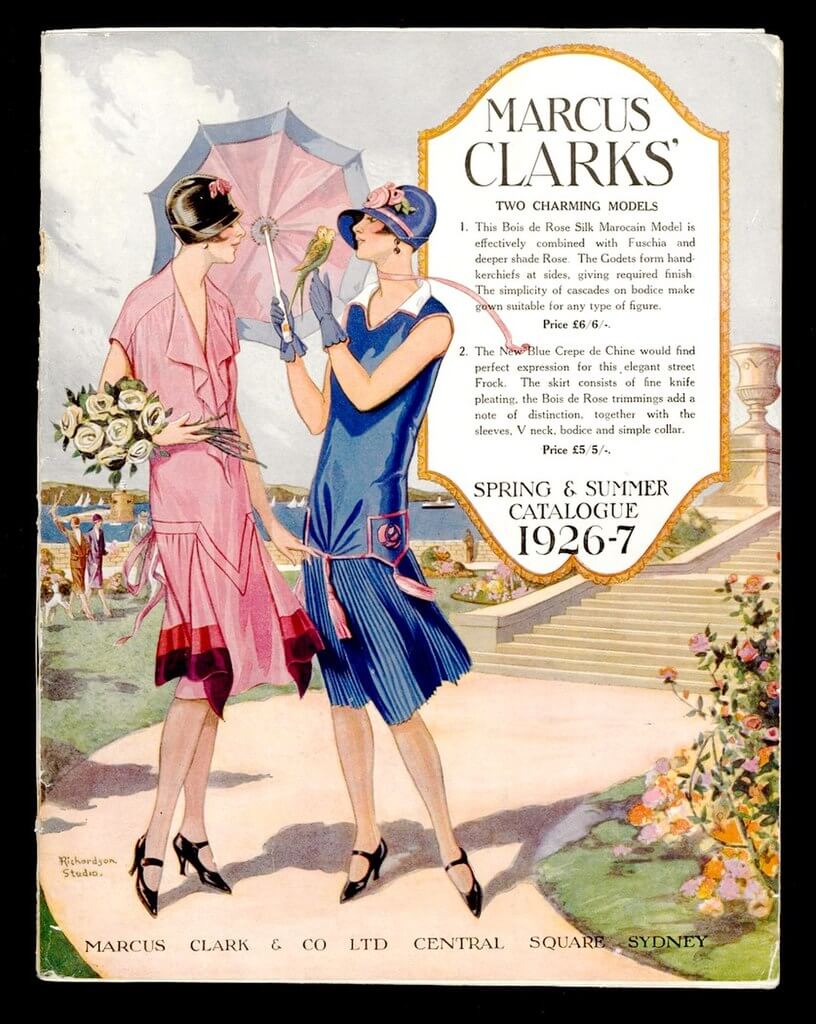 MARCUS
CLARKS'
TWO CHARMING MODELS
1. This Bois de Rose Silk Marocain Model is
effectively combined with Fuschia and
deeper shade Rose. The Godets form hand-
kerchiefs at sides, giving required finish.
The simplicity of cascades on bodice make
gown suitable for any type of figure.
Price £6/6/-.
2. The New Blue Crepe de Chine would find
perfect expression for this elegant street
Frock. The skirt consists of fine knife
pleating, the Bois de Rose trimmings add a
note of distinction, together with the
sleeves, V neck, bodice and simple collar.
Price £5/5/-.
SPRING & SUMMER
CATALOGUE
1926-7
Richardson
Studio.
MARCUS CLARK & CO LTD CENTRAL SQUARE SYDNEY